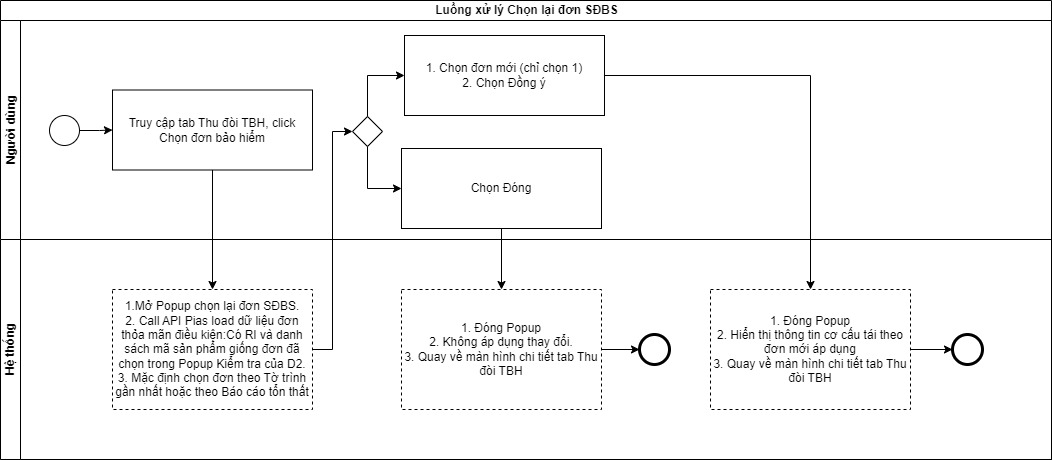 Luồng xử lý Chọn lại đơn SĐBS
Người dùng
Truy cập tab Thu đòi TBH, click
Chọn đơn bảo hiểm
1. Chọn đơn mới (chỉ chọn 1)
2. Chọn Đồng ý
Chọn Đóng
Hệ thống
1.Mở Popup chọn lại đơn SĐBS.
2. Call API Pias load dữ liệu đơn
thỏa mãn điều kiện:Có RI và danh
sách mã sản phẩm giống đơn đã
chọn trong Popup Kiểm tra của D2.
3. Mặc định chọn đơn theo Tờ trình
gần nhất hoặc theo Báo cáo tổn thất
1. Đóng Popup
2. Không áp dụng thay đổi.
3. Quay về màn hình chi tiết tab Thu
đòi TBH
1. Đóng Popup
2. Hiển thị thông tin cơ cấu tái theo
đơn mới áp dụng
3. Quay về màn hình chi tiết tab Thu
đòi TBH